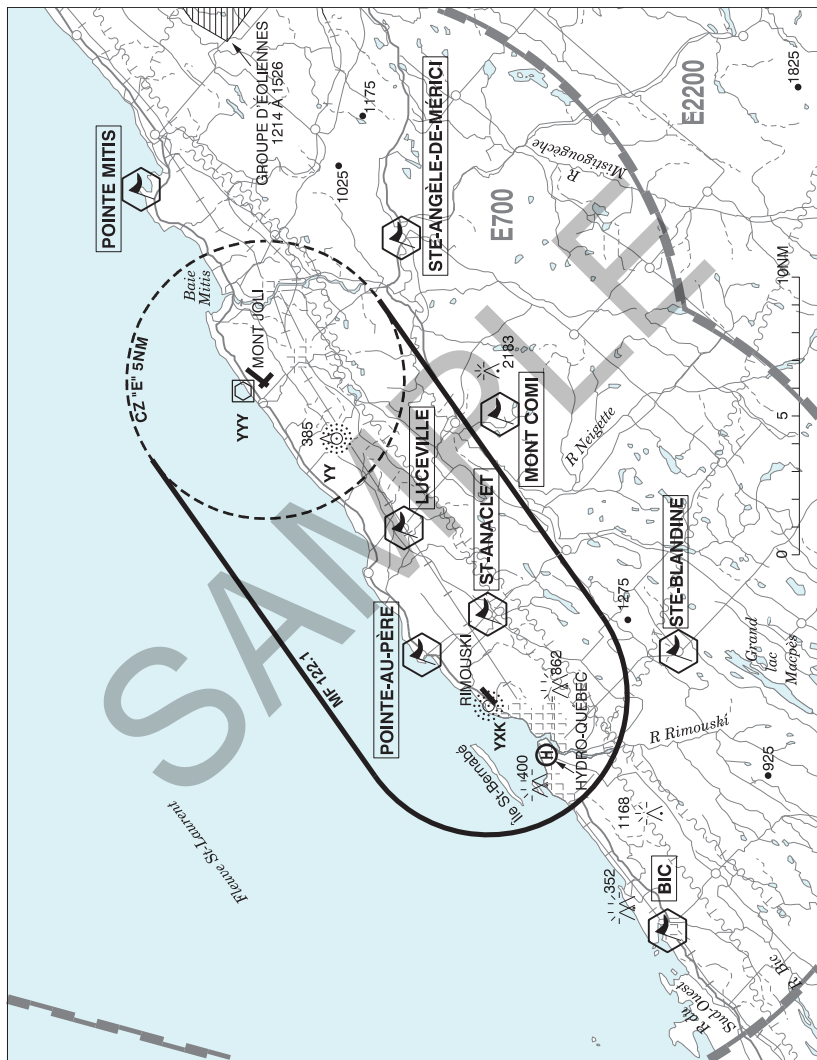 GROUPE D'ÉOLIENNES
1214 À 1526
1175
1025
POINTE MITIS
STE-ANGÈLE-DE-MÉRICI
R
Mistigougèche
E2200
1825
E700
Baie
Mitis
CZ "E" 5NM
MONT JOLI
YYY
385
YY
LUCEVILLE
2183
MONT COMI
R Neigette
10NM
5
0
ST-ANACLET
POINTE-AU-PÈRE
MF 122.1
RIMOUSKI
YXK
862
HYDRO-QUÉBEC
H
400
Île St-Bernabé
1275
STE-BLANDINE
Grand
lac
Macpès
R Rimouski
925
1168
352
BIC
R Bic
R du
Sud-Ouest
Fleuve St-Laurent
SAMPLE